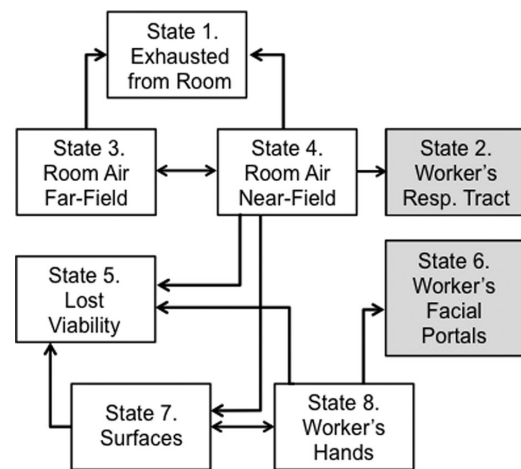 State 1.
Exhausted
from Room
State 3.
Room Air
Far-Field
State 4.
Room Air
Near-Field
State 2.
Worker's
Resp. Tract
State 5.
Lost
Viability
State 6.
Worker's
Facial
Portals
State 7.
Surfaces
State 8.
Worker's
Hands